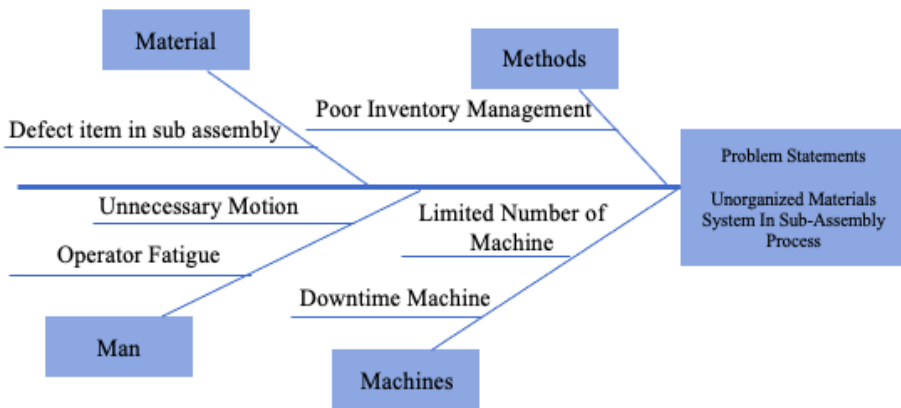 Material
Methods
Poor Inventory Management
Defect item in sub assembly
Problem Statements
Unorganized Materials
System In Sub-Assembly
Process
Unnecessary Motion
Limited Number of
Machine
Operator Fatigue
Downtime Machine
Man
Machines